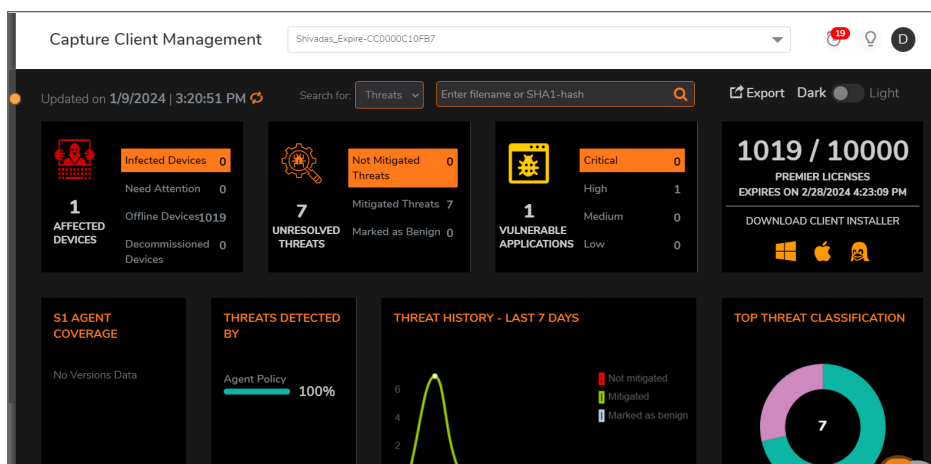 Capture Client Management
Shivadas_Expire-CC0000C10FB7
19
D
Updated on 1/9/2024 | 3:20:51 PM
Search for:
Threats
Enter filename or SHA1-hash
Export
Dark
Light
1
AFFECTED
DEVICES
Infected Devices 0
Need Attention 0
Offline Devices 1019
Decommissioned 0
Devices
7
UNRESOLVED
THREATS
Not Mitigated 0
Threats
Mitigated Threats 7
Marked as Benign 0
1
VULNERABLE
APPLICATIONS
Critical 0
High 1
Medium 0
Low 0
1019 / 10000
PREMIER LICENSES
EXPIRES ON 2/28/2024 4:23:09 PM
DOWNLOAD CLIENT INSTALLER
S1 AGENT
COVERAGE
No Versions Data
THREATS DETECTED
BY
Agent Policy
100%
THREAT HISTORY - LAST 7 DAYS
6
4
2
Not mitigated
Mitigated
Marked as benign
TOP THREAT CLASSIFICATION
7